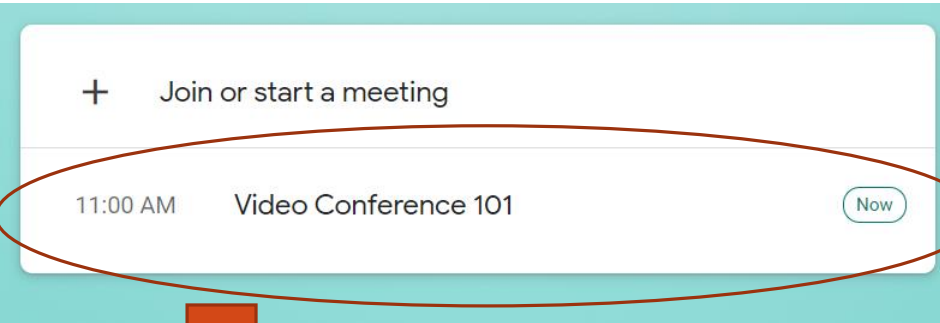 + Join or start a meeting
11:00 AM Video Conference 101 Now